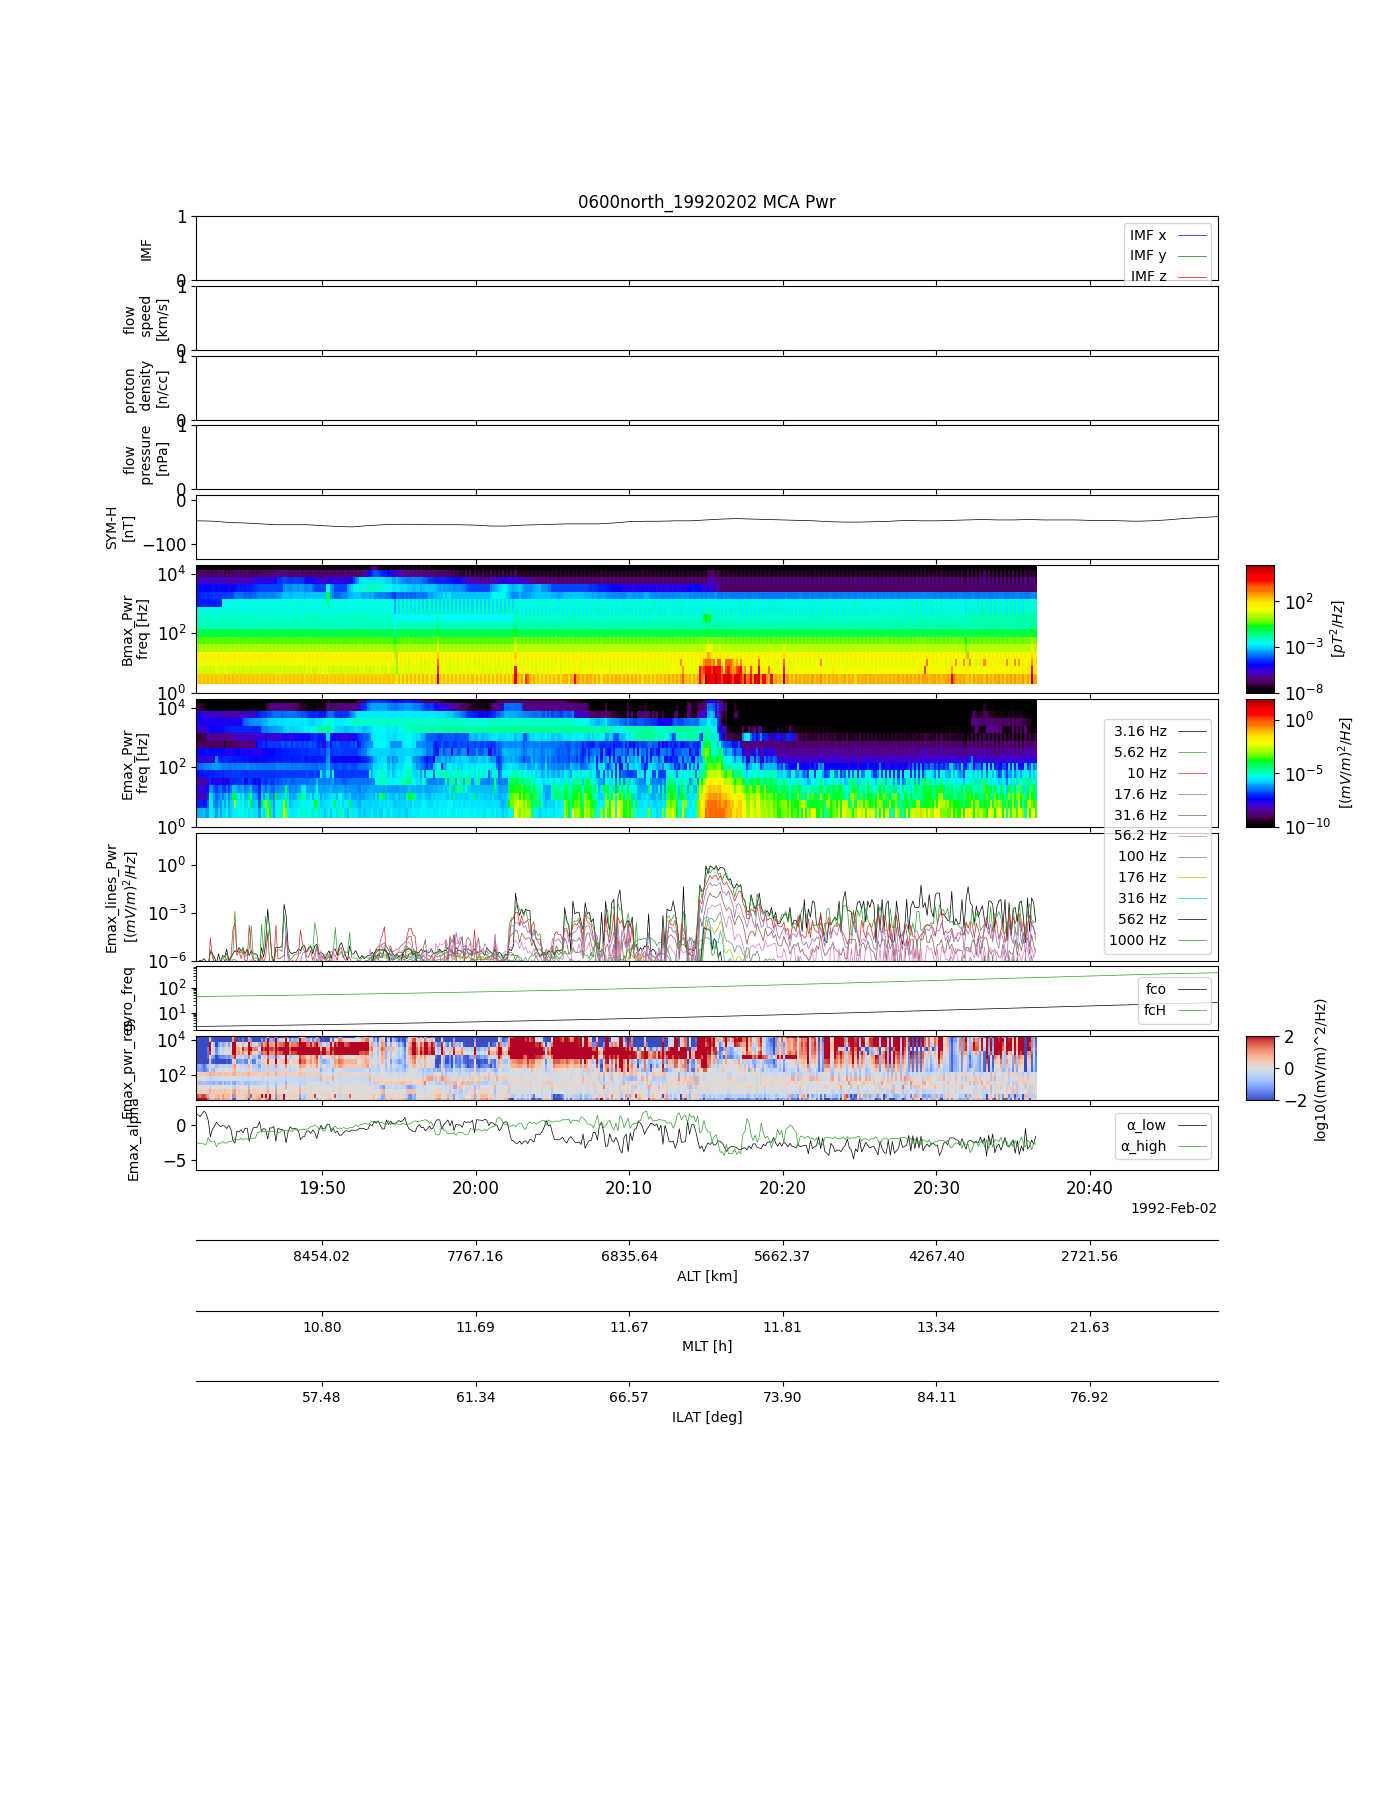 0600north_19920202 MCA Pwr
1
IMF
0
IMF x
IMF y
IMF z
1
flow
speed
[km/s]
0
1
proton
density
[n/cc]
0
1
flow
pressure
[nPa]
0
0
SYM-H
[nT]
−100
10^4
Bmax_Pwr
freq [Hz]
10^2
10^0
10^2
10^−3
10^−8
[pT^2/Hz]
10^4
Emax_Pwr
freq [Hz]
10^2
10^0
10^0
10^−5
10^−10
[(mV/m)^2/Hz]
3.16 Hz
5.62 Hz
10 Hz
17.6 Hz
31.6 Hz
56.2 Hz
100 Hz
176 Hz
316 Hz
562 Hz
1000 Hz
Emax_lines_Pwr
[(mV/m)^2/Hz]
10^0
10^−3
10^−6
gyro_freq
10^2
10^1
fco
fcH
Emax_pwr_reg
10^4
10^2
2
0
−2
log10((mV/m)^2/Hz)
Emax_alpha
0
−5
α_low
α_high
19:50 20:00 20:10 20:20 20:30 20:40
1992-Feb-02
8454.02 7767.16 6835.64 5662.37 4267.40 2721.56
ALT [km]
10.80 11.69 11.67 11.81 13.34 21.63
MLT [h]
57.48 61.34 66.57 73.90 84.11 76.92
ILAT [deg]